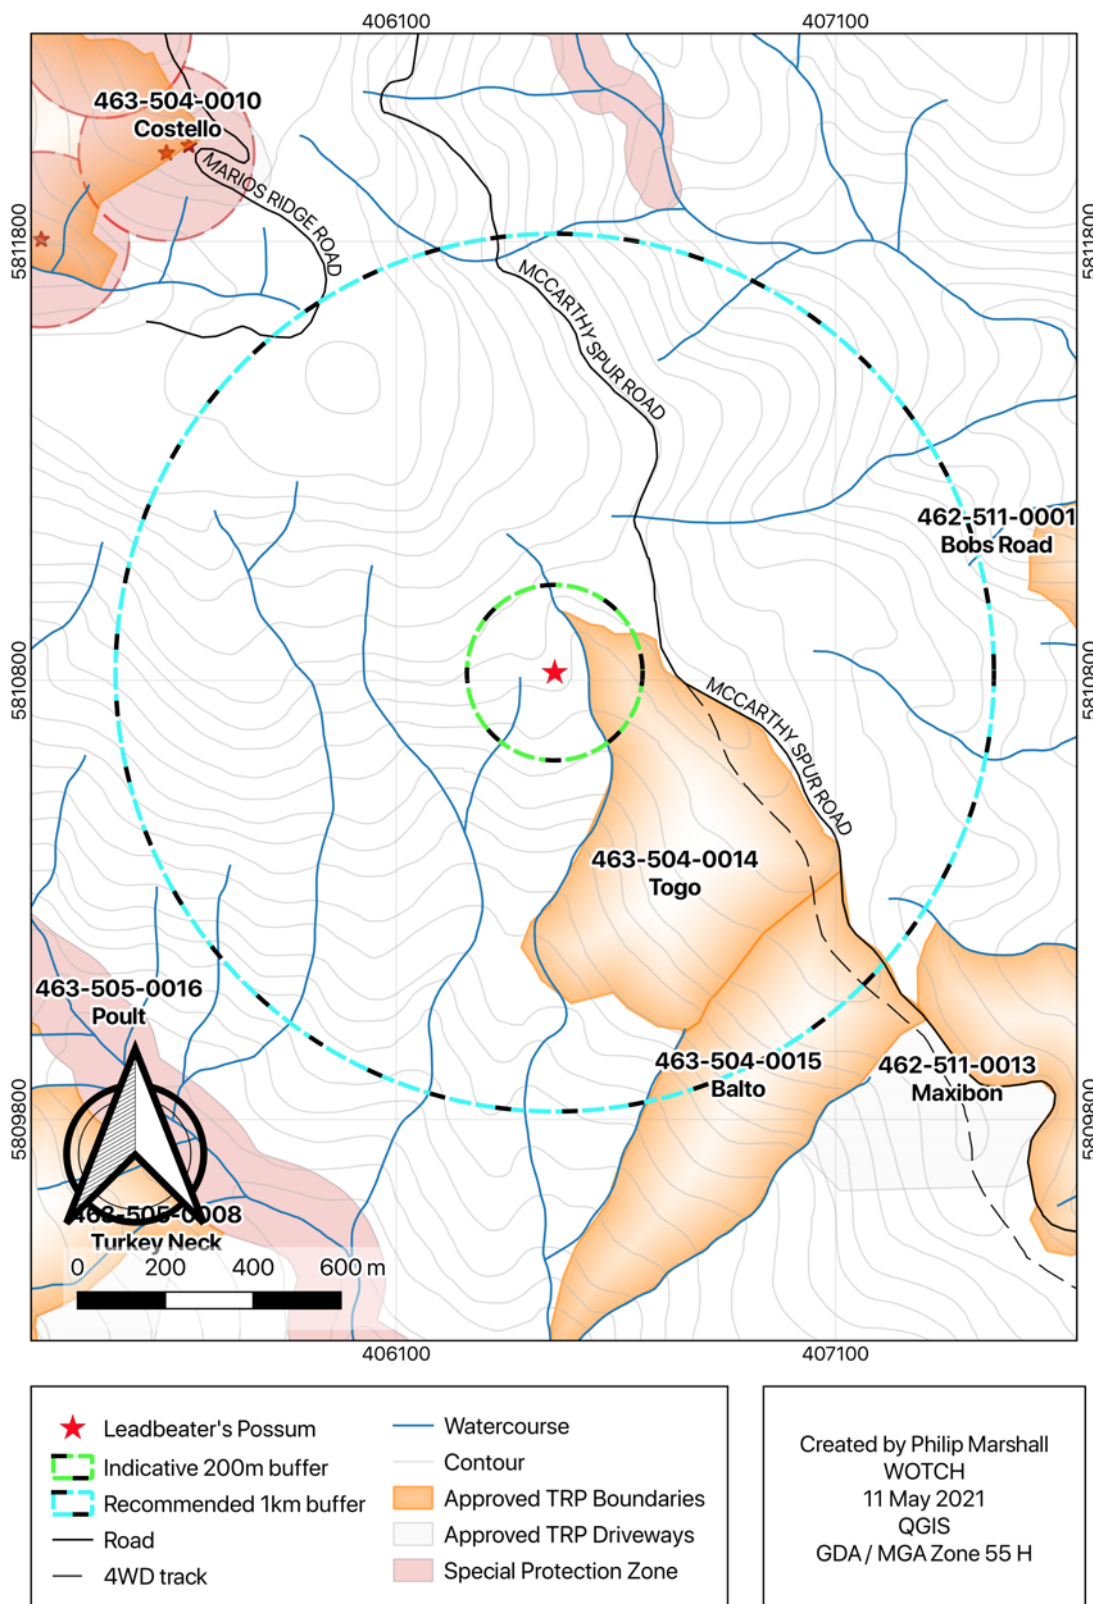 406100
407100
463-504-0010
Costello
MARIOS RIDGE ROAD
5811800
5811800
MCCARTHY SPUR ROAD
462-511-0001
Bobs Road
5810800
5810800
MCCARTHY SPUR ROAD
463-504-0014
Togo
463-505-0016
Poult
463-504-0015
Balto
462-511-0013
Maxibon
5809800
5809800
463-505-0008
Turkey Neck
0 200 400 600 m
406100
407100
Leadbeater's Possum
Indicative 200m buffer
Recommended 1km buffer
Road
4WD track
Watercourse
Contour
Approved TRP Boundaries
Approved TRP Driveways
Special Protection Zone
Created by Philip Marshall
WOTCH
11 May 2021
QGIS
GDA / MGA Zone 55 H